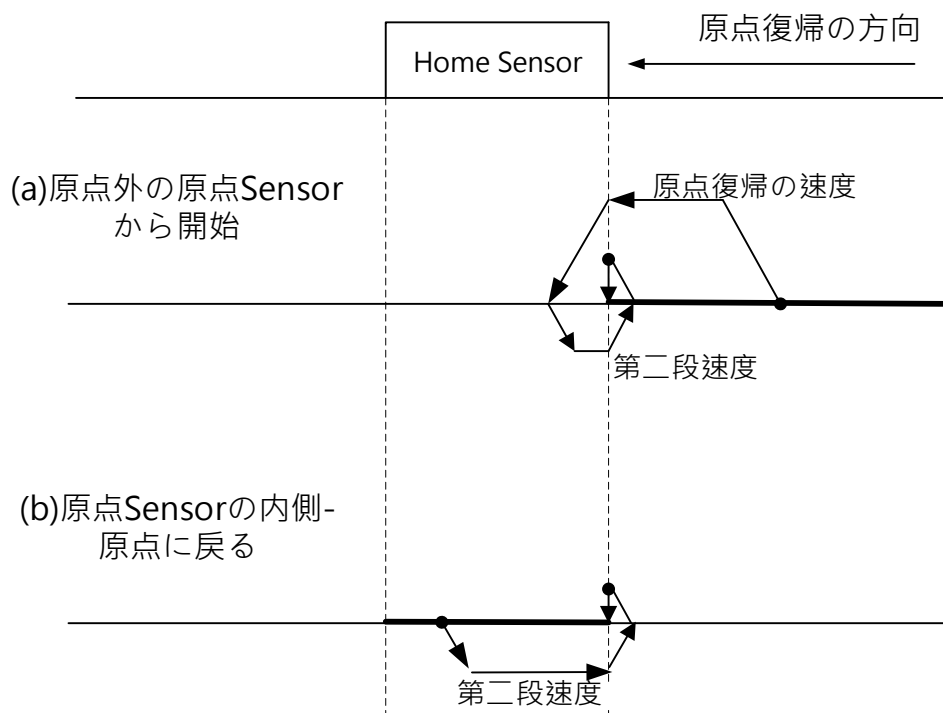 原点復帰の方向
Home Sensor
(a)原点外の原点Sensor
から開始
原点復帰の速度
第二段速度
(b)原点Sensorの内側-
原点に戻る
第二段速度